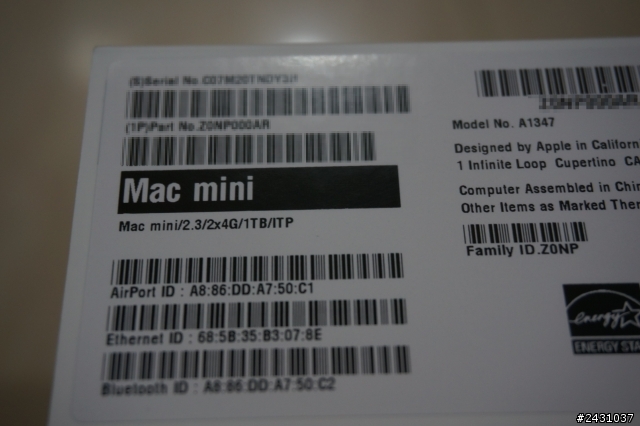 (S)Serial No.
(1P)Part No.Z0NP000AR
Mac mini
Mac mini/2.3/2x4G/1TB/ITP
AirPort ID : A8:86:DD:A7:50:C1
Ethernet ID : 68:5B:35:B3:07:8E
Bluetooth ID : A8:86:DD:A7:50:C2
Model No. A1347
Designed by Apple in Californ
1 Infinite Loop Cupertino CA
Computer Assembled in Chin
Other Items as Marked There
Family ID.Z0NP
energy
ENERGY STA
#2431037